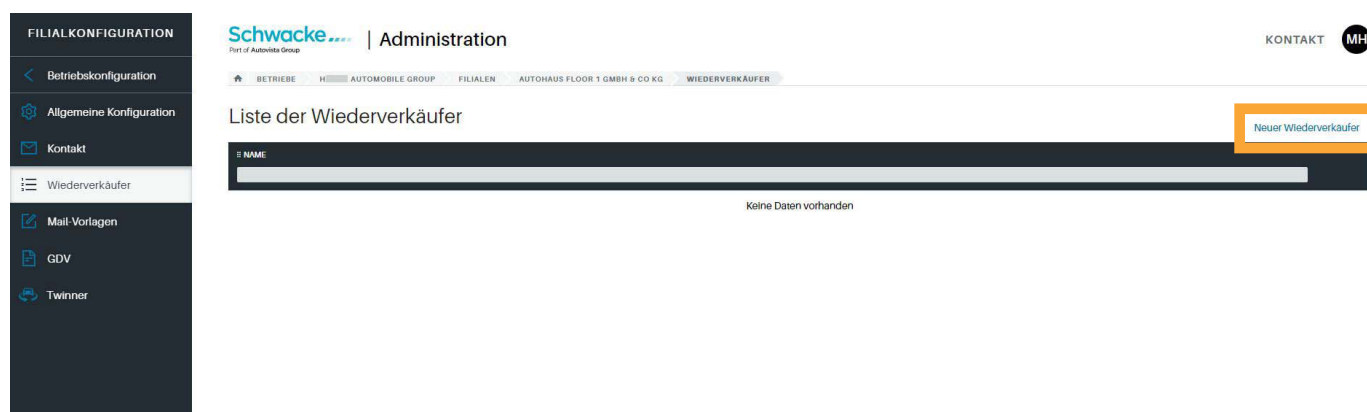 FILIALKONFIGURATION
Betriebskonfiguration
Allgemeine Konfiguration
Kontakt
Wiederverkäufer
Mail-Vorlagen
GDV
Twinner
Schwacke
Part of Autovista Group
| Administration
KONTAKT MH
BETRIEBE H AUTOMOBILE GROUP FILIALEN AUTOHAUS FLOOR 1 GMBH & CO KG WIEDERVERKÄUFER
Liste der Wiederverkäufer
Neuer Wiederverkäufer
NAME
Keine Daten vorhanden